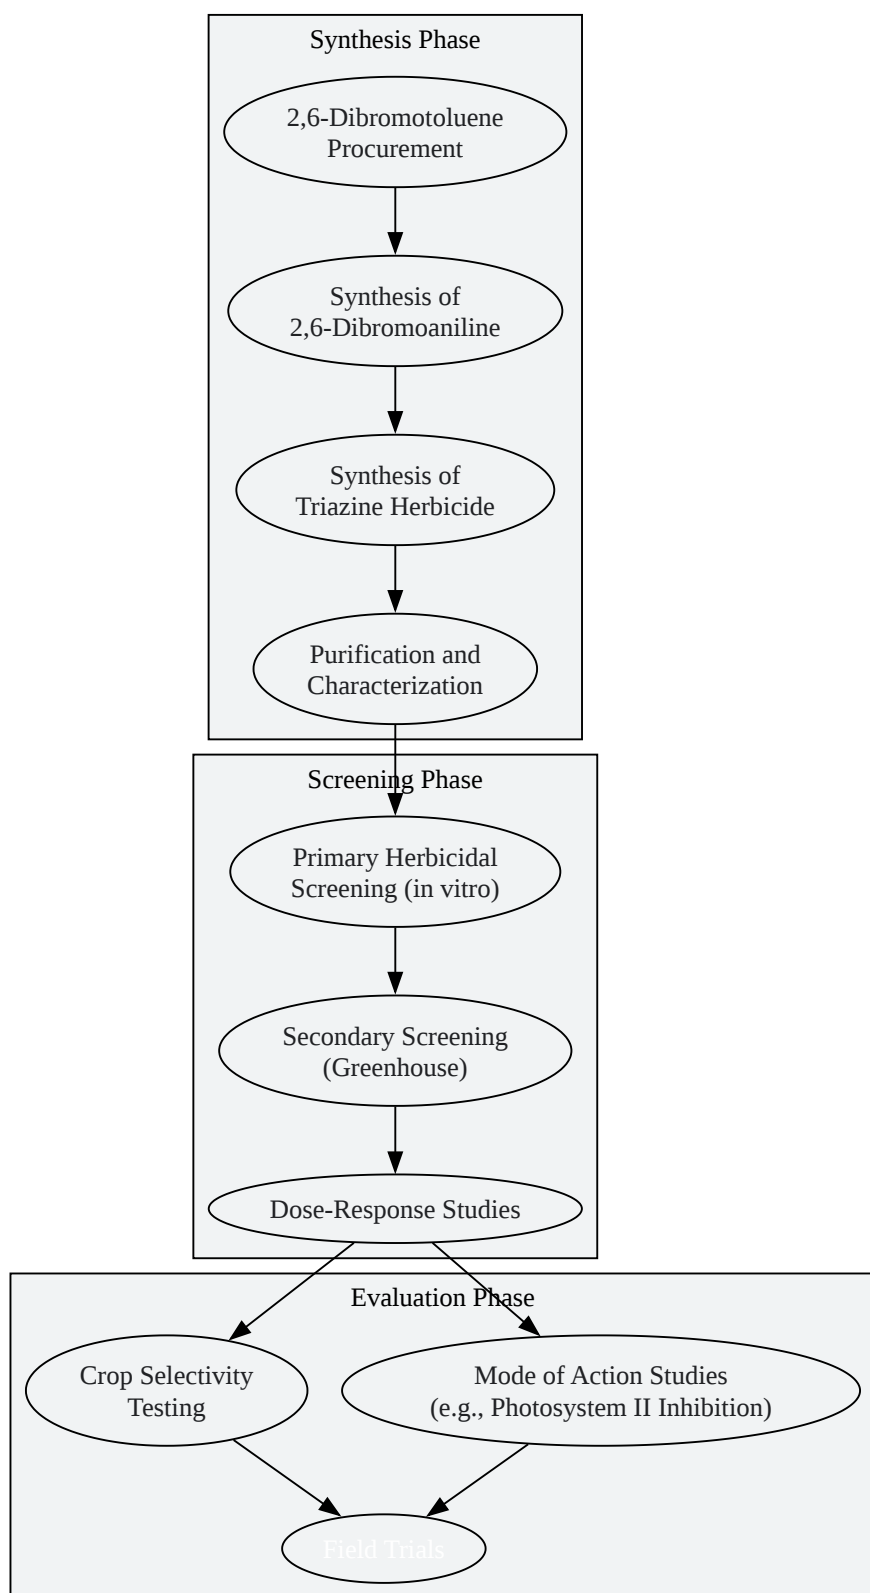 Synthesis Phase
2,6-Dibromotoluene
Procurement
Synthesis of
2,6-Dibromoaniline
Synthesis of
Triazine Herbicide
Purification and
Characterization
Screening Phase
Primary Herbicidal
Screening (in vitro)
Secondary Screening
(Greenhouse)
Dose-Response Studies
Evaluation Phase
Crop Selectivity
Testing
Mode of Action Studies
(e.g., Photosystem II Inhibition)
Field Trials